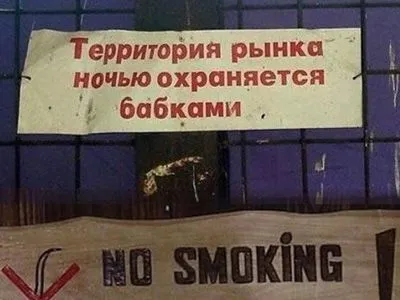 Территория рынка
ночью охраняется
бабками
NO SMOKiNG !